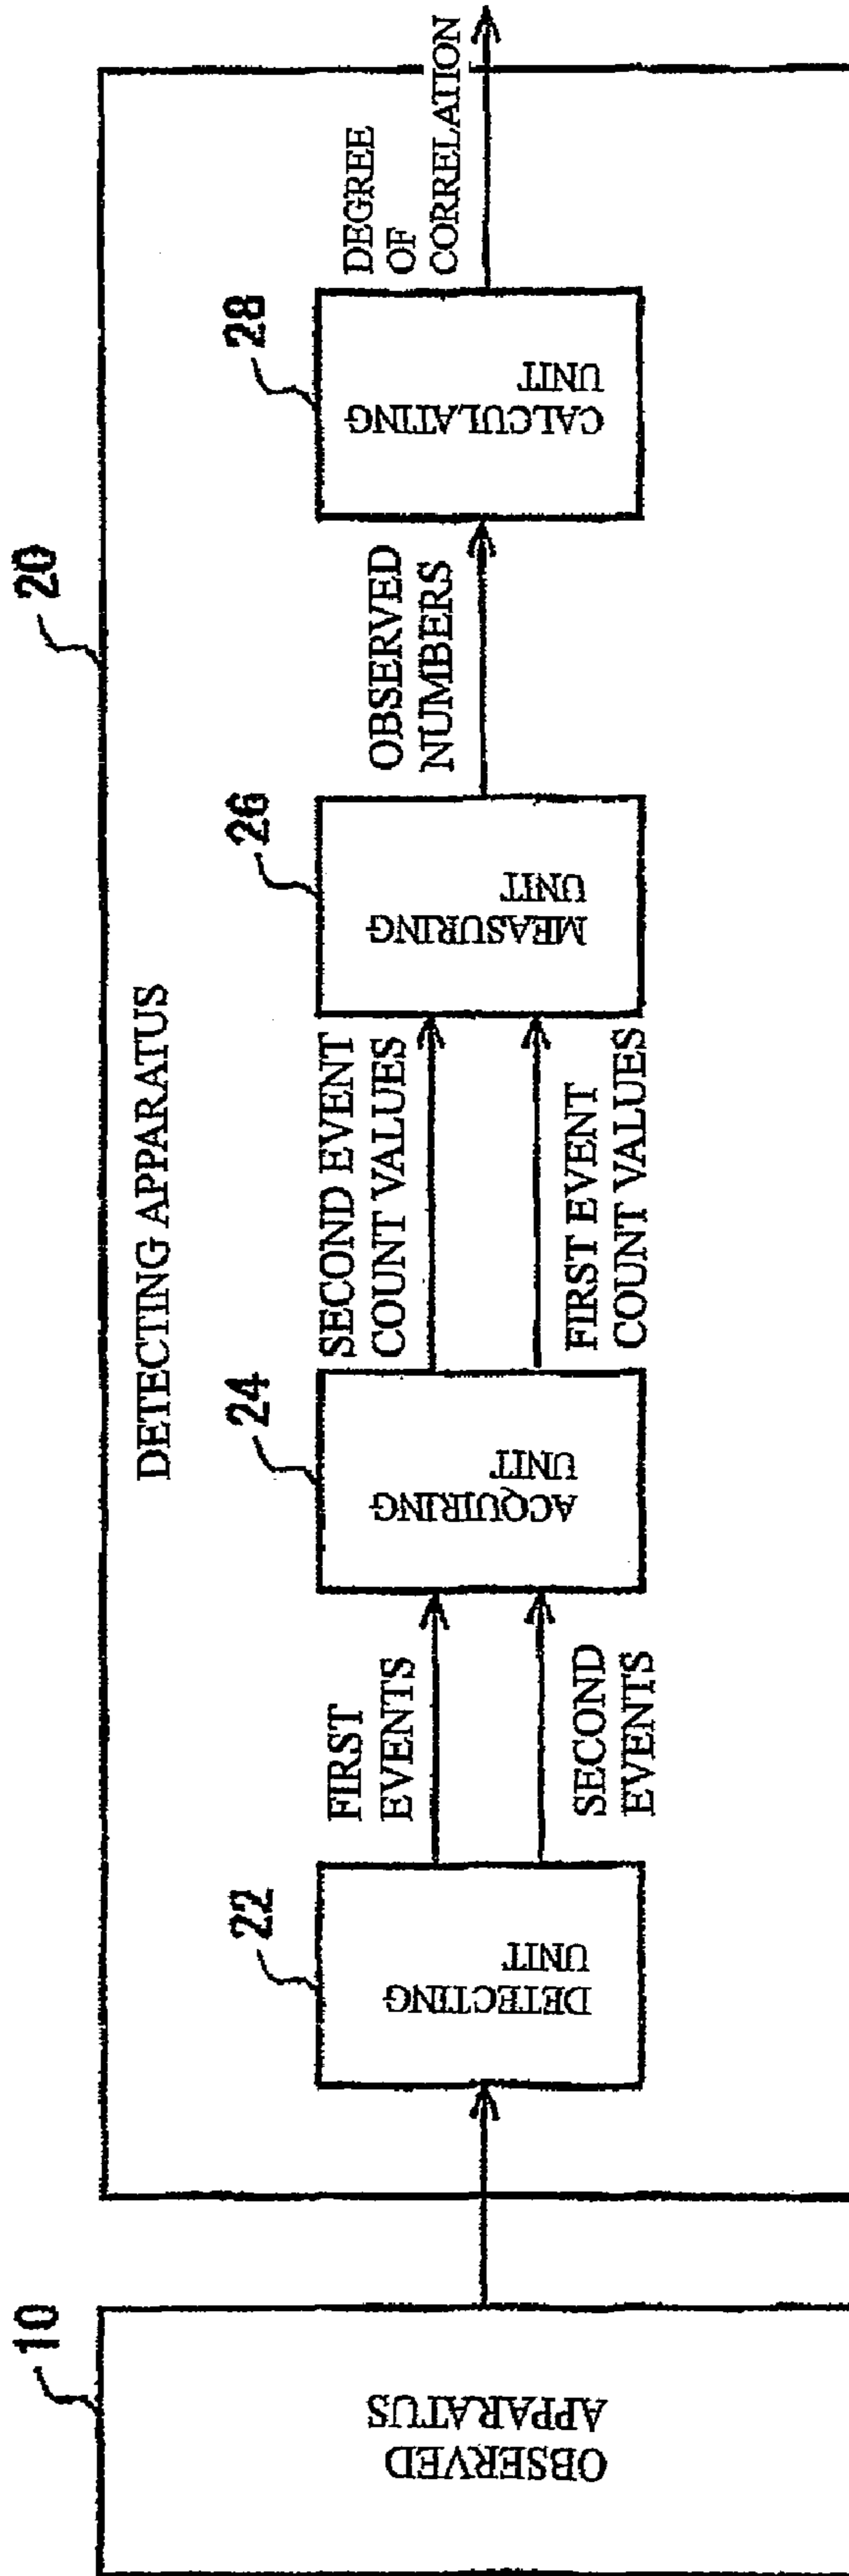 10
OBSERVED
APPARATUS
20
DETECTING APPARATUS
22
DETECTING
UNIT
FIRST
EVENTS
SECOND
EVENTS
24
ACQUIRING
UNIT
SECOND EVENT
COUNT VALUES
FIRST EVENT
COUNT VALUES
26
MEASURING
UNIT
OBSERVED
NUMBERS
28
CALCULATING
UNIT
DEGREE
OF
CORRELATION